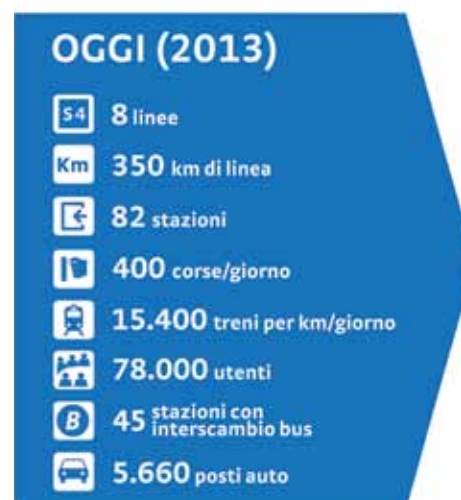 OGGI (2013)
S4 8 linee
Km 350 km di linea
82 stazioni
400 corse/giorno
15.400 treni per km/giorno
78.000 utenti
B 45 stazioni con
interscambio bus
5.660 posti auto